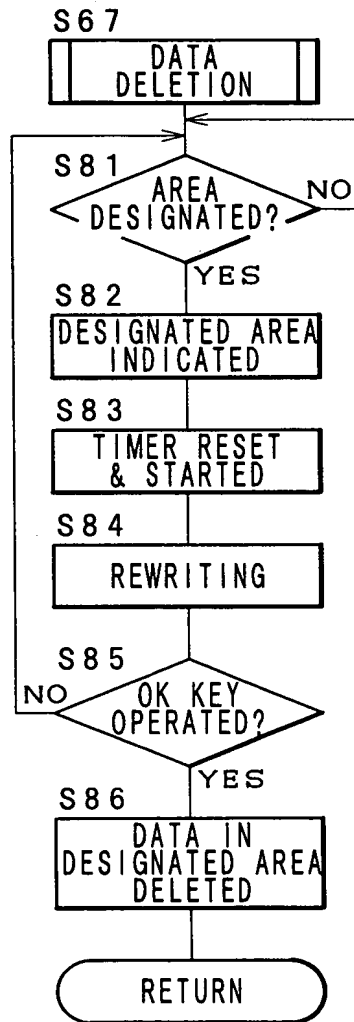 S67
DATA
DELETION
S81
AREA
DESIGNATED?
NO
YES
S82
DESIGNATED AREA
INDICATED
S83
TIMER RESET
& STARTED
S84
REWRITING
S85
NO
OK KEY
OPERATED?
YES
S86
DATA IN
DESIGNATED AREA
DELETED
RETURN